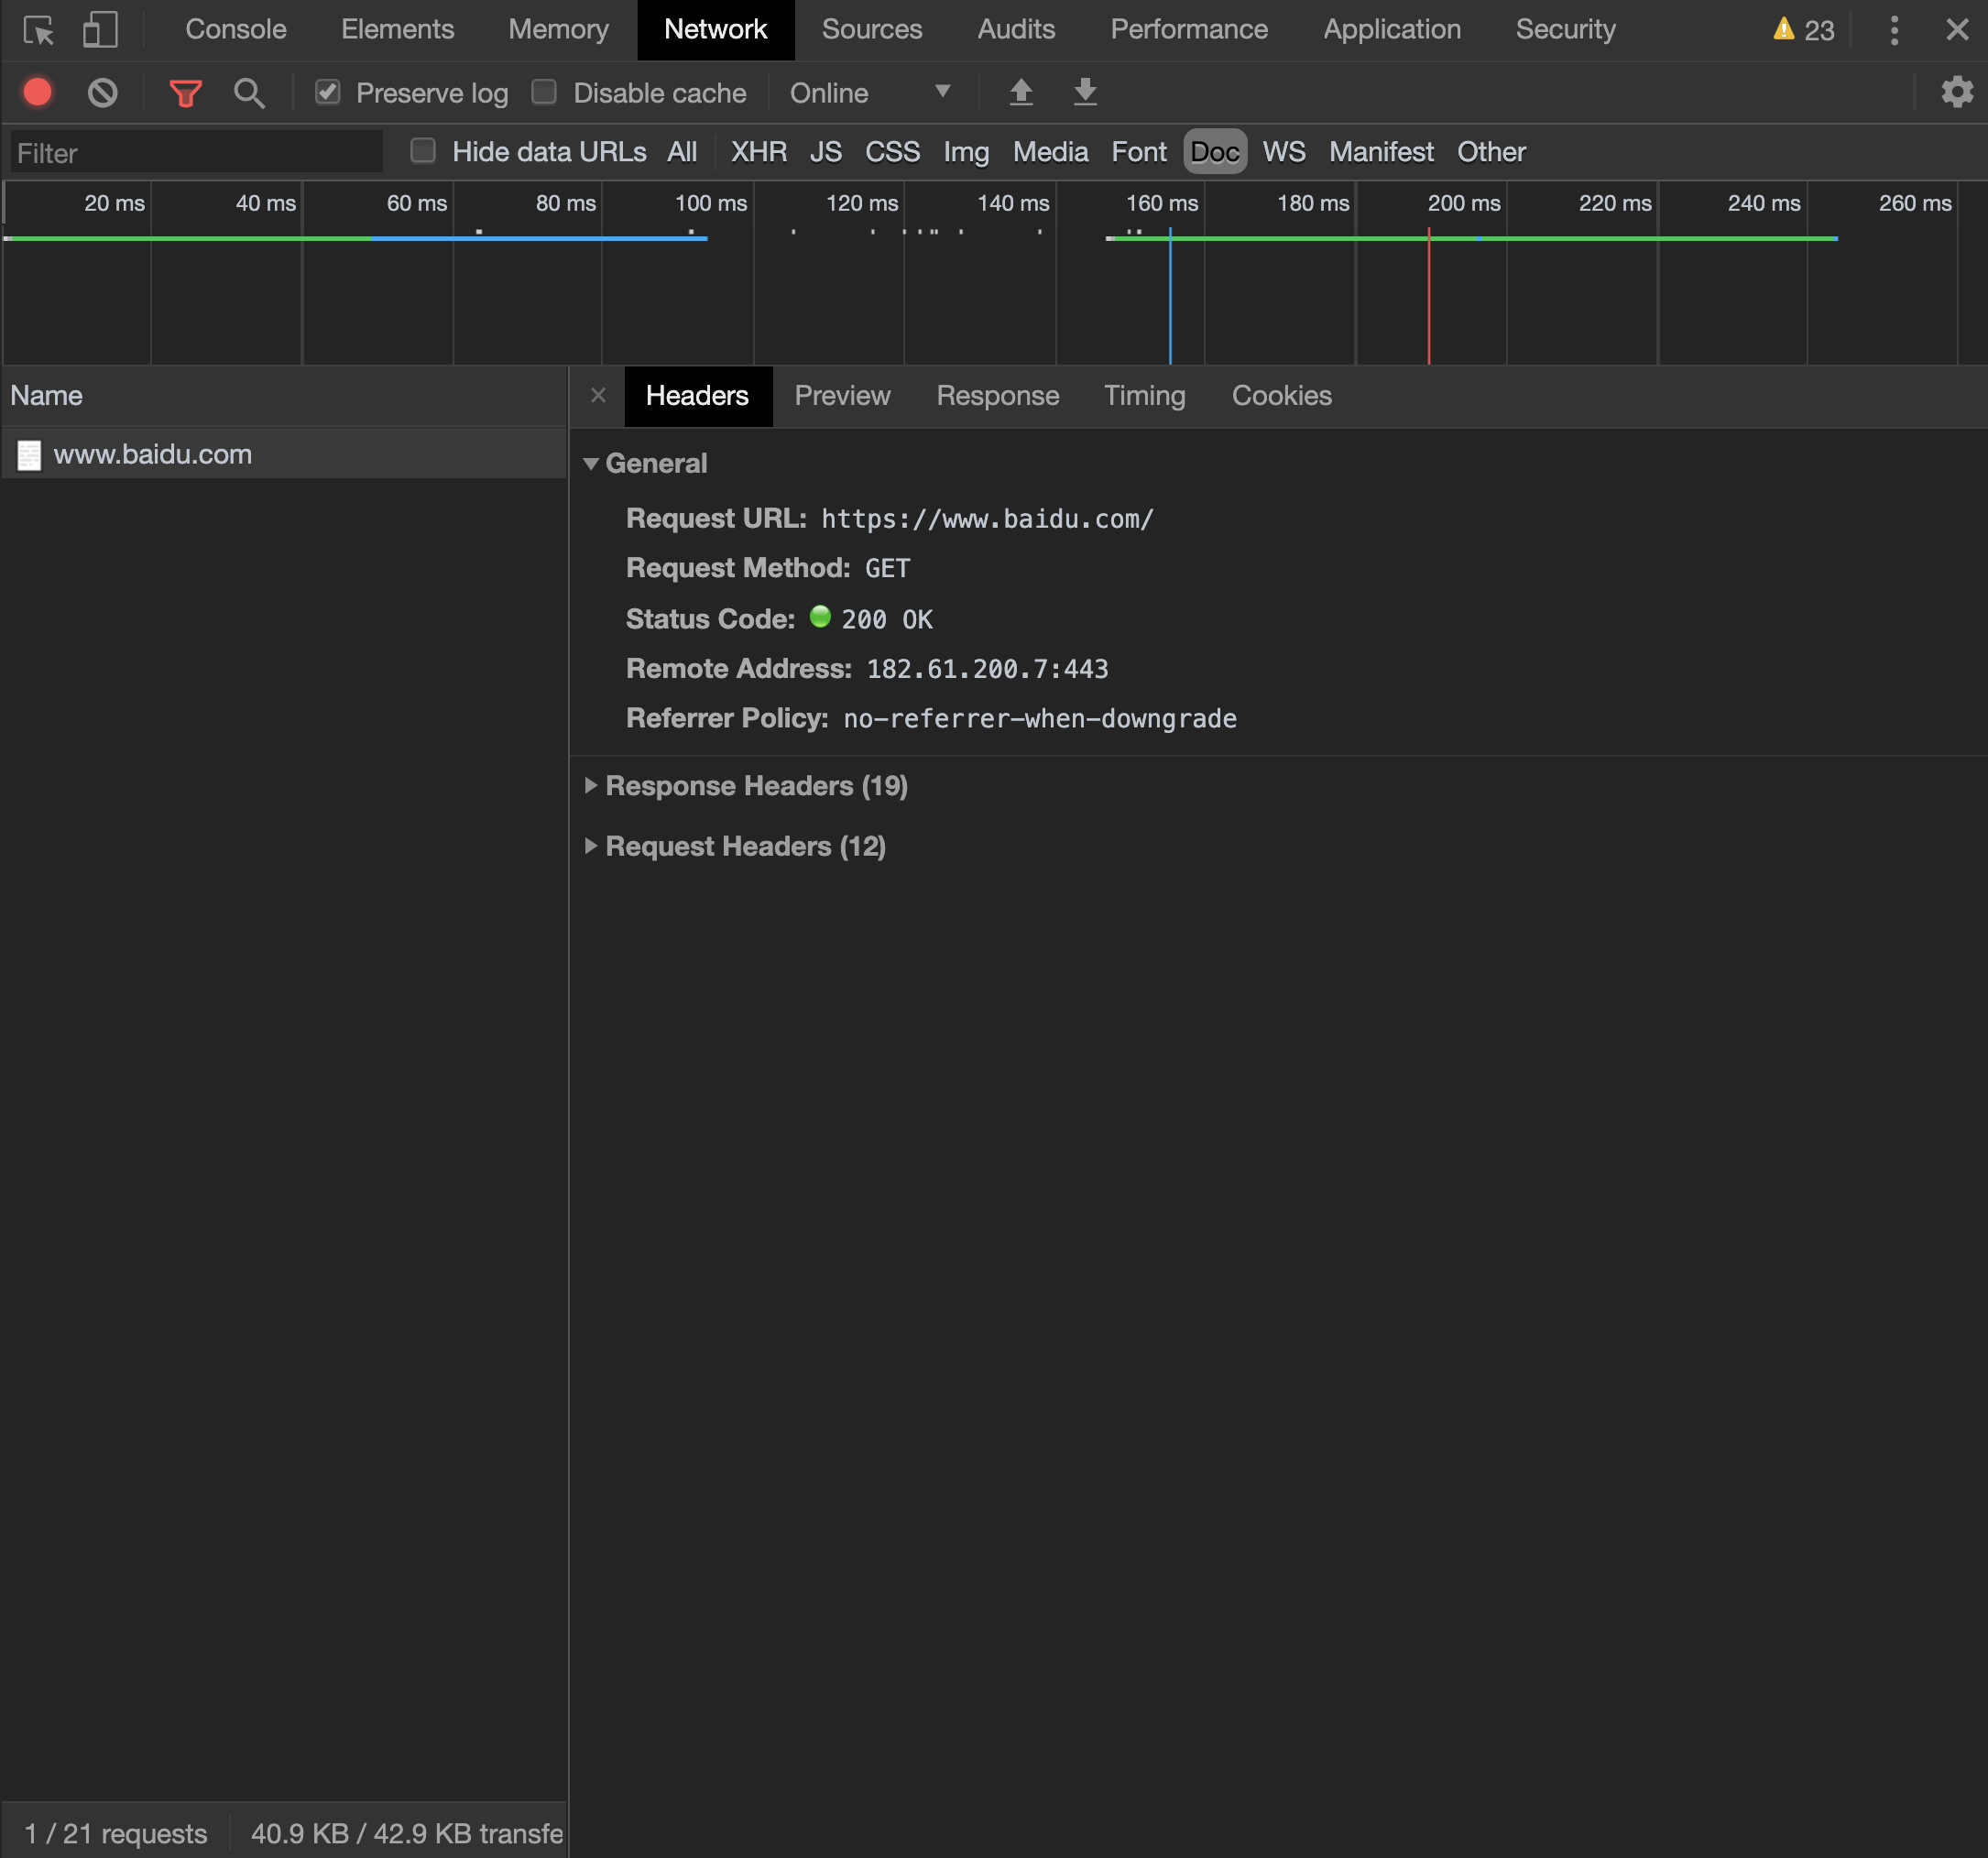 Console Elements Memory Network Sources Audits Performance Application Security 23
Preserve log Disable cache Online
Filter Hide data URLs All XHR JS CSS Img Media Font Doc WS Manifest Other
20 ms 40 ms 60 ms 80 ms 100 ms 120 ms 140 ms 160 ms 180 ms 200 ms 220 ms 240 ms 260 ms
Name
www.baidu.com
Headers Preview Response Timing Cookies
General
Request URL: https://www.baidu.com/
Request Method: GET
Status Code: 200 OK
Remote Address: 182.61.200.7:443
Referrer Policy: no-referrer-when-downgrade
Response Headers (19)
Request Headers (12)
1 / 21 requests 40.9 KB / 42.9 KB transfe